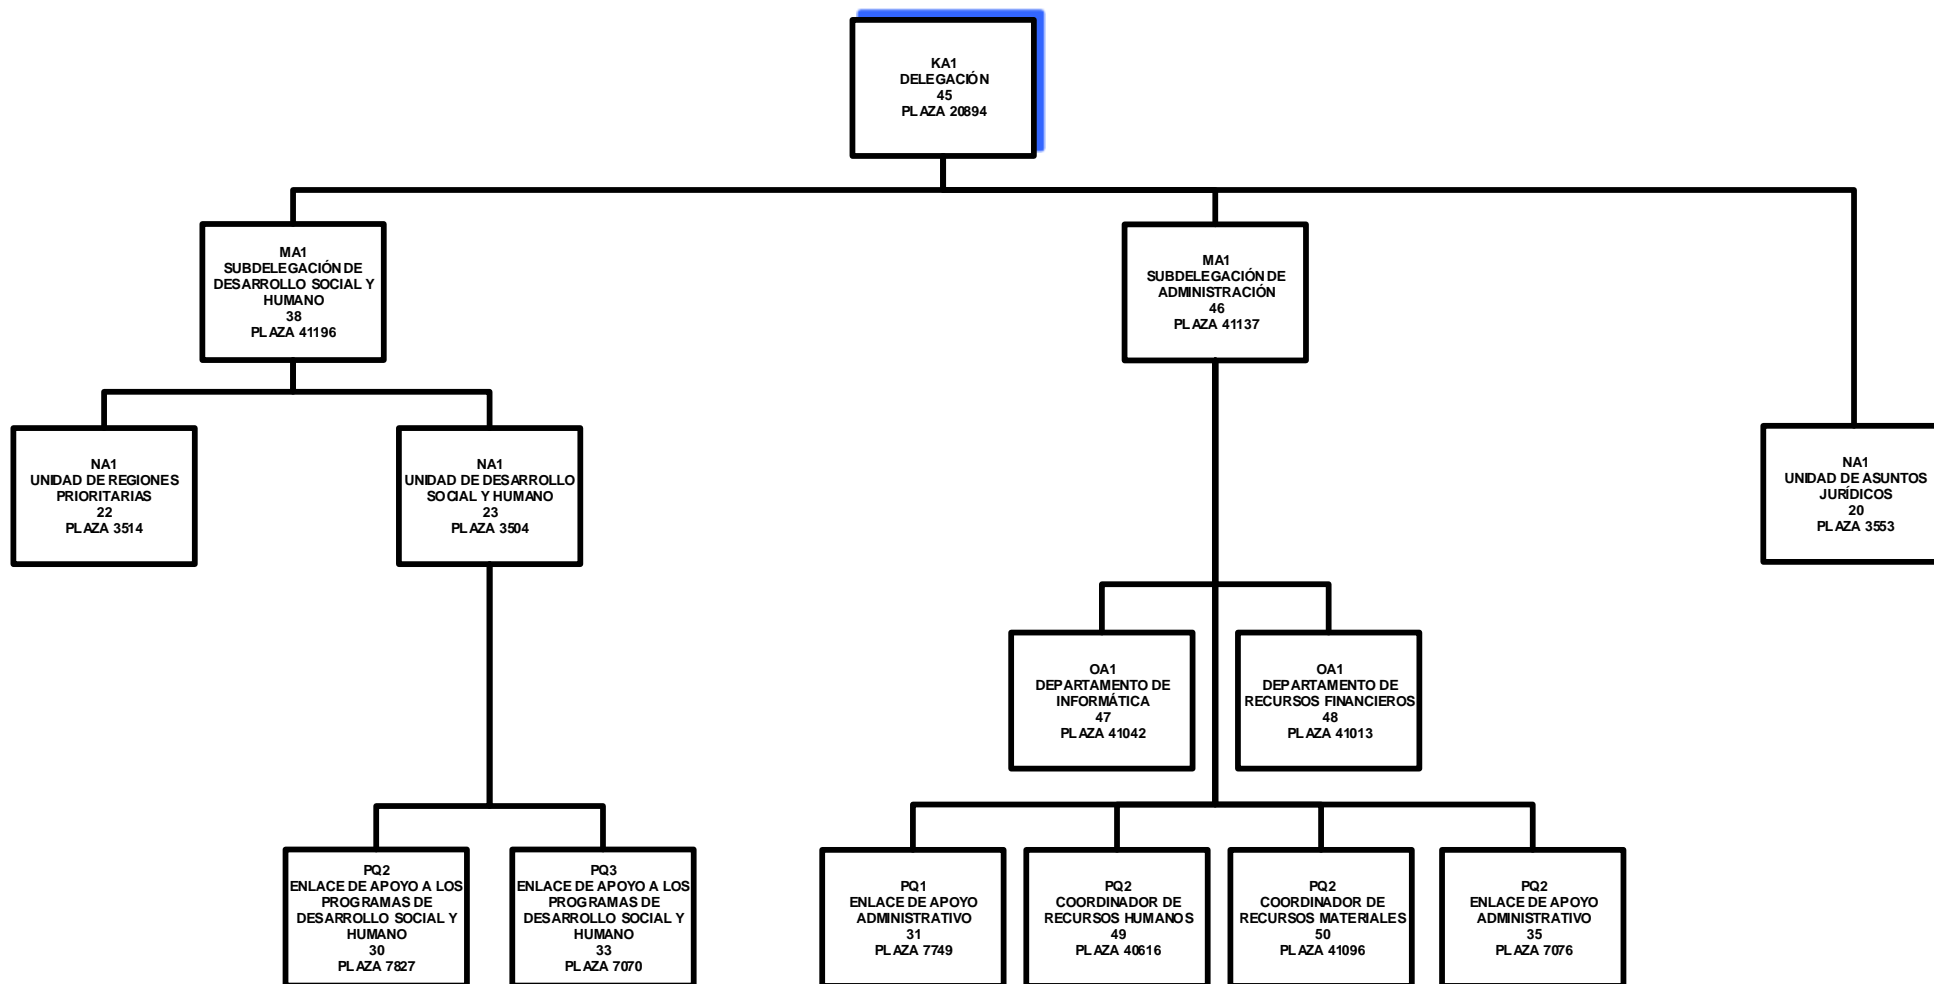 KA1
DELEGACIÓN
45
PLAZA 20894
MA1
SUBDELEGACIÓN DE
DESARROLLO SOCIAL Y
HUMANO
38
PLAZA 41196
MA1
SUBDELEGACIÓN DE
ADMINISTRACIÓN
46
PLAZA 41137
NA1
UNIDAD DE REGIONES
PRIORITARIAS
22
PLAZA 3514
NA1
UNIDAD DE DESARROLLO
SOCIAL Y HUMANO
23
PLAZA 3504
NA1
UNIDAD DE ASUNTOS
JURÍDICOS
20
PLAZA 3553
OA1
DEPARTAMENTO DE
INFORMÁTICA
47
PLAZA 41042
OA1
DEPARTAMENTO DE
RECURSOS FINANCIEROS
48
PLAZA 41013
PQ2
ENLACE DE APOYO A LOS
PROGRAMAS DE
DESARROLLO SOCIAL Y
HUMANO
30
PLAZA 7827
PQ3
ENLACE DE APOYO A LOS
PROGRAMAS DE
DESARROLLO SOCIAL Y
HUMANO
33
PLAZA 7070
PQ1
ENLACE DE APOYO
ADMINISTRATIVO
31
PLAZA 7749
PQ2
COORDINADOR DE
RECURSOS HUMANOS
49
PLAZA 40616
PQ2
COORDINADOR DE
RECURSOS MATERIALES
50
PLAZA 41096
PQ2
ENLACE DE APOYO
ADMINISTRATIVO
35
PLAZA 7076